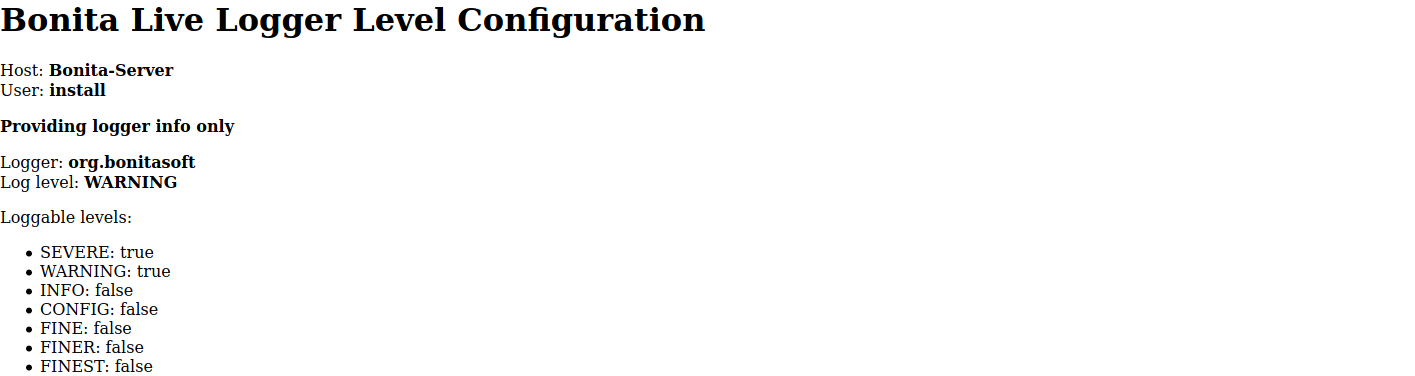 Bonita Live Logger Level Configuration
Host: Bonita-Server
User: install
Providing logger info only
Logger: org.bonitasoft
Log level: WARNING
Loggable levels:
• SEVERE: true
• WARNING: true
• INFO: false
• CONFIG: false
• FINE: false
• FINER: false
• FINEST: false